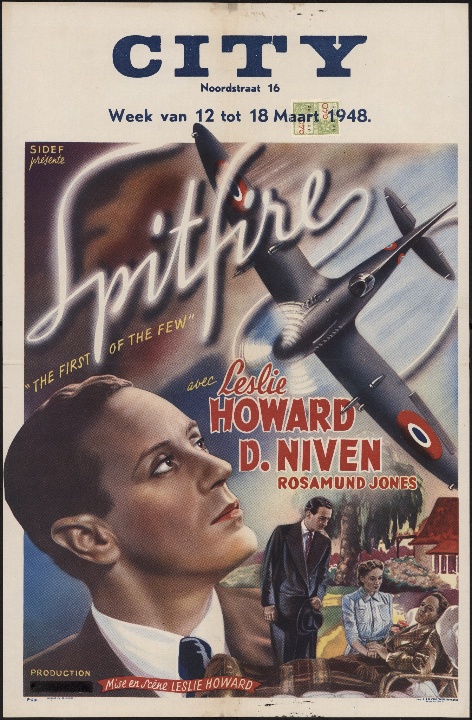 CITY
Noordstraat 16
Week van 12 tot 18 Maart 1948.
SIDEF
présente
Spitfire
"THE FIRST OF THE FEW"
avec Leslie
HOWARD
D. NIVEN
ROSAMUND JONES
PRODUCTION
Mise en scène LESLIE HOWARD